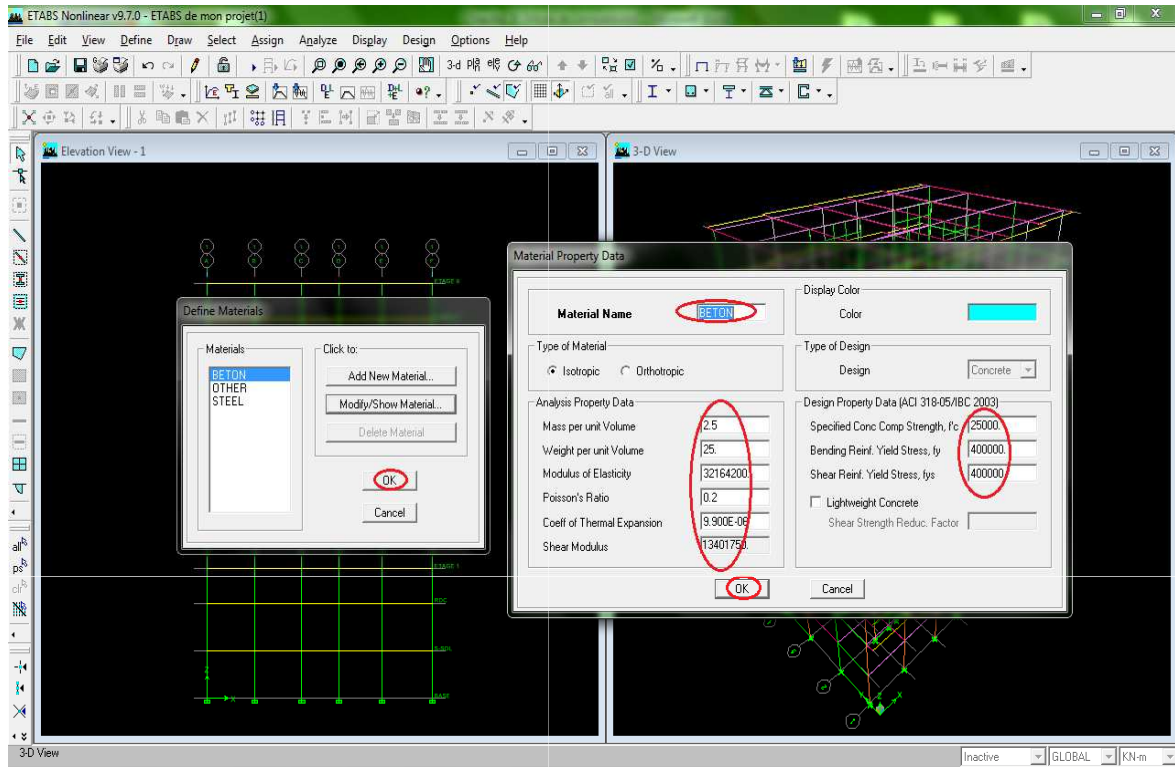 ETABS Nonlinear v9.7.0 - ETABS de mon projet(1)
File Edit View Define Draw Select Assign Analyze Display Design Options Help
Elevation View - 1
3-D View
ETAGE 1
RDC
BASE
Define Materials
Materials
BETON
OTHER
STEEL
Click to:
Add New Material...
Modify/Show Material...
Delete Material
OK
Cancel
Material Property Data
Material Name BETON
Display Color
Color
Type of Material
Isotropic Orthotropic
Type of Design
Design Concrete
Analysis Property Data
Mass per unit Volume 2.5
Weight per unit Volume 25.
Modulus of Elasticity 32164200.
Poisson's Ratio 0.2
Coeff of Thermal Expansion 9.900E-06
Shear Modulus 13401750.
Design Property Data (ACI 318-05/IBC 2003)
Specified Conc Comp Strength, f'c 25000.
Bending Reinf. Yield Stress, fy 400000.
Shear Reinf. Yield Stress, fys 400000.
Lightweight Concrete
Shear Strength Reduc. Factor
OK Cancel
3-D View
Inactive GLOBAL KN-m